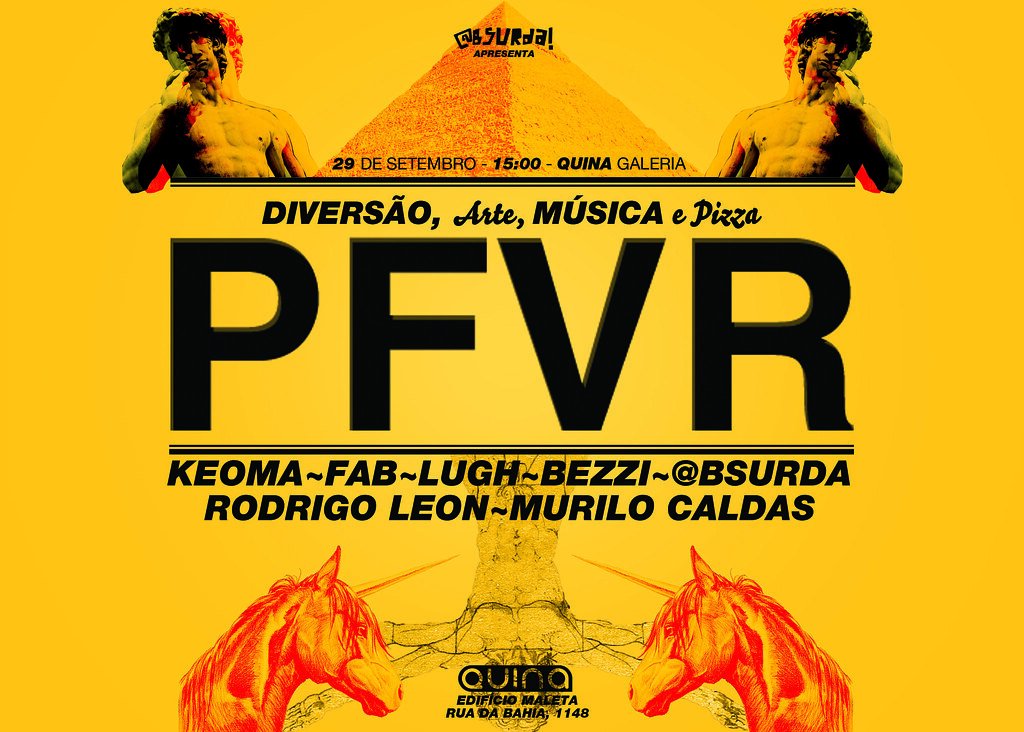 @bsurda!
APRESENTA
29 DE SETEMBRO - 15:00 - QUINA GALERIA
DIVERSÃO, Arte, MÚSICA e Pizza
PFVR
KEOMA~FAB~LUGH~BEZZI~@BSURDA
RODRIGO LEON~MURILO CALDAS
quina
EDIFÍCIO MALETA
RUA DA BAHIA, 1148